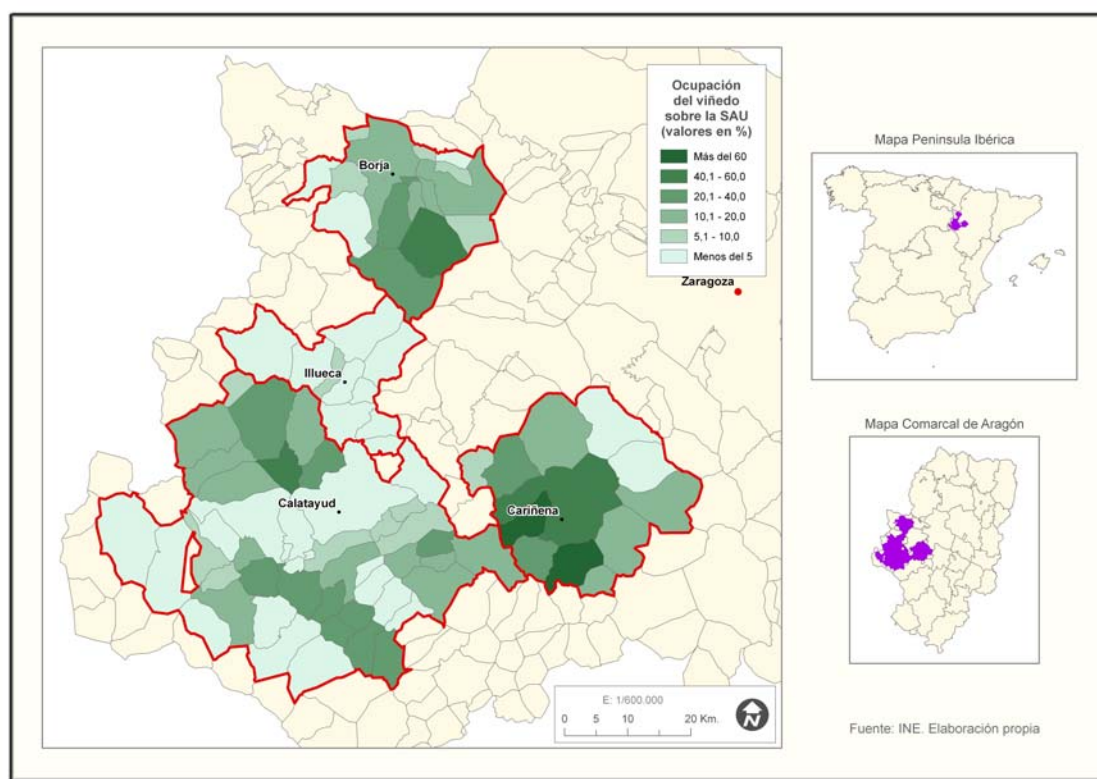 Ocupación
del viñedo
sobre la SAU
(valores en %)
Más del 60
40,1 - 60,0
20,1 - 40,0
10,1 - 20,0
5,1 - 10,0
Menos del 5
Borja
Zaragoza
Illueca
Calatayud
Cariñena
E: 1/600.000
0 5 10 20 Km.
Mapa Peninsula Ibérica
Mapa Comarcal de Aragón
Fuente: INE. Elaboración propia